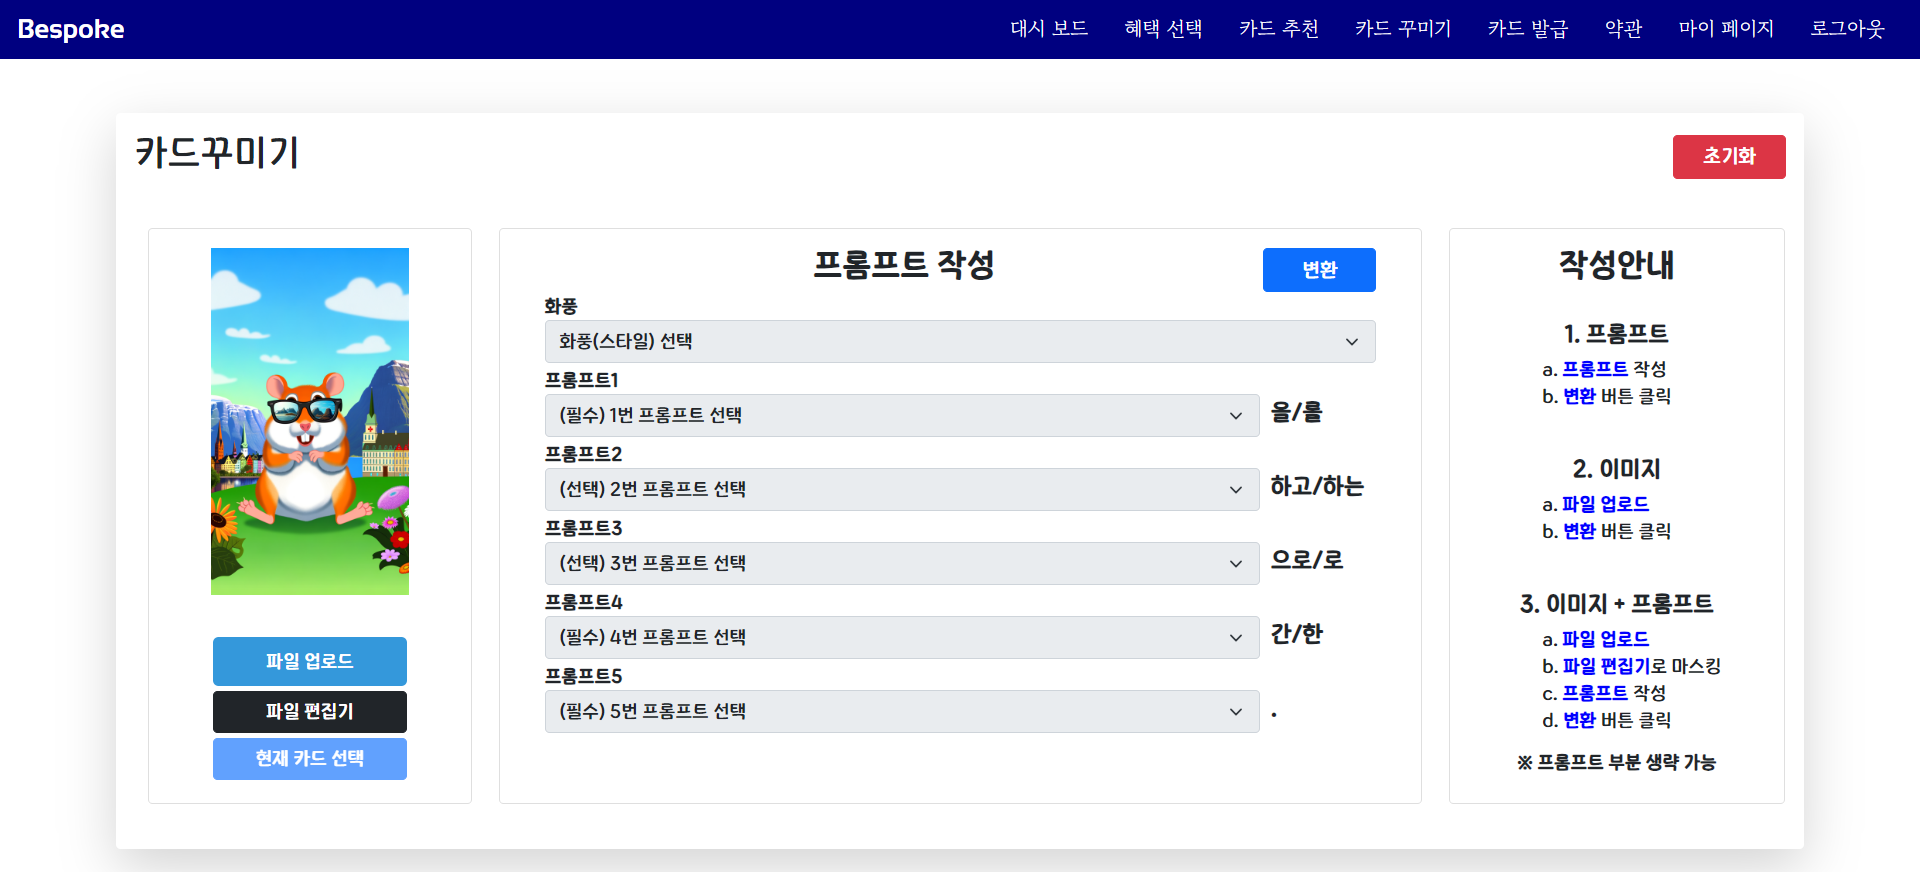 Bespoke
대시 보드 혜택 선택 카드 추천 카드 꾸미기 카드 발급 약관 마이 페이지 로그아웃
카드꾸미기
초기화
파일 업로드
파일 편집기
현재 카드 선택
프롬프트 작성
변환
화풍
화풍(스타일) 선택
프롬프트1
(필수) 1번 프롬프트 선택
을/를
프롬프트2
(선택) 2번 프롬프트 선택
하고/하는
프롬프트3
(선택) 3번 프롬프트 선택
으로/로
프롬프트4
(필수) 4번 프롬프트 선택
간/한
프롬프트5
(필수) 5번 프롬프트 선택
.
작성안내
1. 프롬프트
a. 프롬프트 작성
b. 변환 버튼 클릭
2. 이미지
a. 파일 업로드
b. 변환 버튼 클릭
3. 이미지 + 프롬프트
a. 파일 업로드
b. 파일 편집기로 마스킹
c. 프롬프트 작성
d. 변환 버튼 클릭
※ 프롬프트 부분 생략 가능